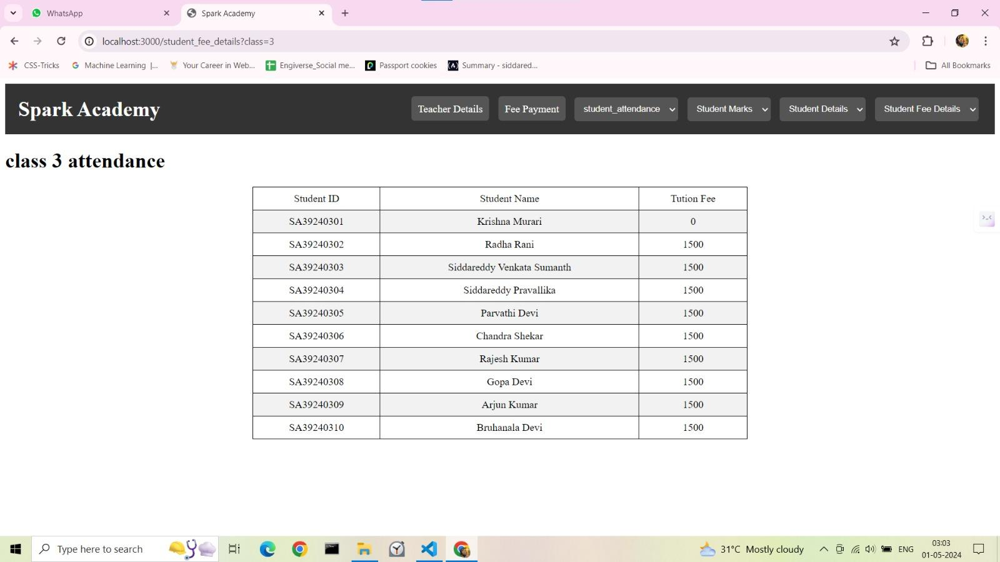 WhatsApp
Spark Academy
localhost:3000/student_fee_details?class=3
CSS-Tricks
Machine Learning |...
Your Career in Web...
Engiverse_Social me...
Passport cookies
Summary - siddared...
All Bookmarks
Spark Academy
Teacher Details
Fee Payment
student_attendance
Student Marks
Student Details
Student Fee Details
class 3 attendance
Student ID Student Name Tution Fee
SA39240301 Krishna Murari 0
SA39240302 Radha Rani 1500
SA39240303 Siddareddy Venkata Sumanth 1500
SA39240304 Siddareddy Pravallika 1500
SA39240305 Parvathi Devi 1500
SA39240306 Chandra Shekar 1500
SA39240307 Rajesh Kumar 1500
SA39240308 Gopa Devi 1500
SA39240309 Arjun Kumar 1500
SA39240310 Bruhanala Devi 1500
Type here to search
31°C Mostly cloudy
ENG
03:03
01-05-2024